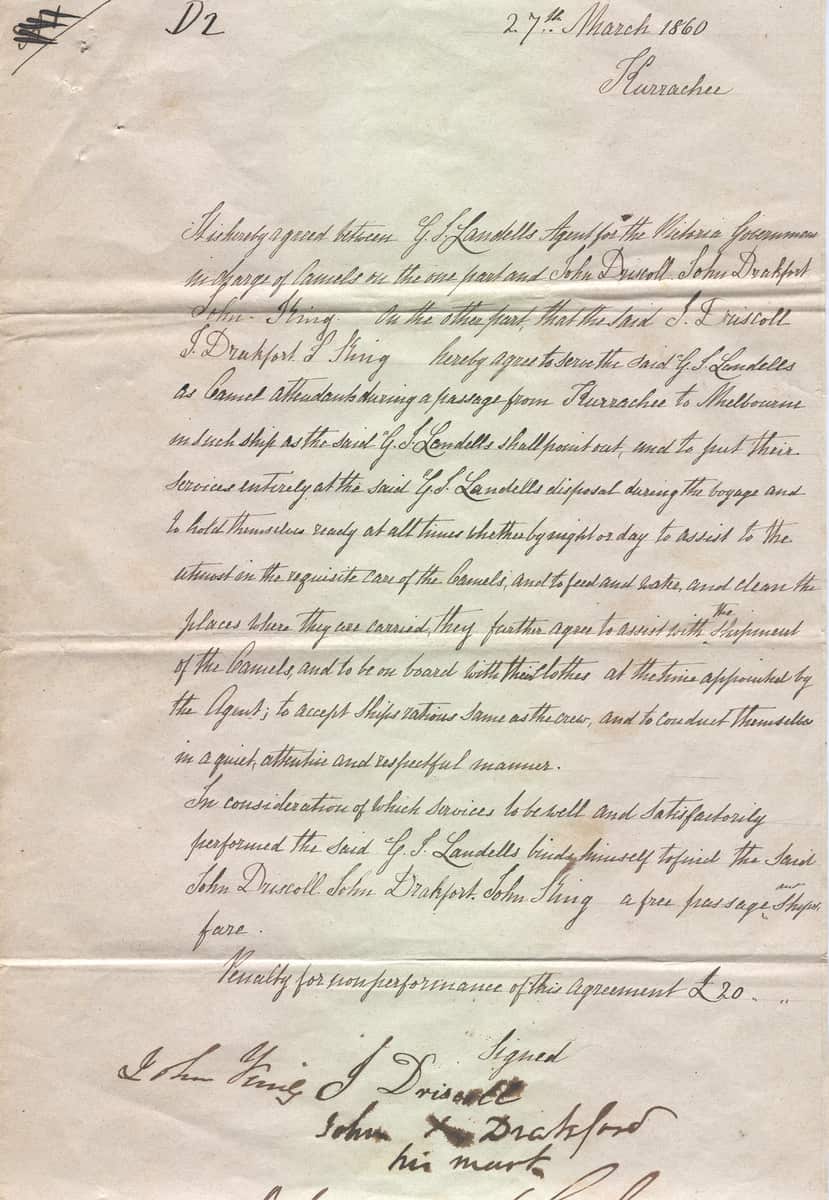 D2
27th March 1860
Kurrachee
It is hereby agreed between G. S. Landells Agent for the Victoria Governmen
in charge of Camels on the one part and John Driscoll. John Drakfort
John. King. On the other part, that the said J. Driscoll
J. Drakfort. J King hereby agree to serve the said G. S Landells
as Camel attendants during a passage from Kurrachee to Melbourne
in such ship as the said G. S. Landells shall point out, and to put their
services entirely at the said G. S. Landells disposal during the voyage and
to hold themselves ready at all times whether by night or day to assist to the
utmost in the requisite care of the Camels, and to feed and wake, and clean the
places where they are carried, they further agree to assist with the Shipment
of the Camels, and to be on board with their Clothes at the time appointed by
the Agent; to accept Ships rations same as the crew, and to conduct themselves
in a quiet, attentive and respectful manner.
In consideration of which services to be well and satisfactorily
performed the said G. S. Landells binds himself to find the said
John Driscoll. John Drakfort. John King a free passage and Ships.
fare.
Penalty for nonperformance of this agreement £20 . "
Signed
John King J Driscoll
John X Drakford
his mark